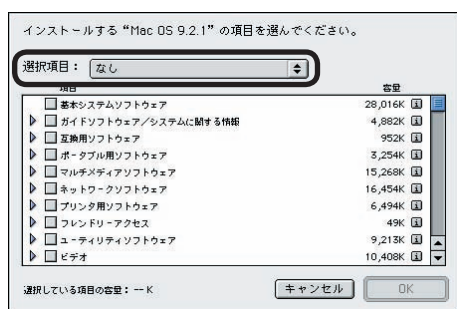 インストールする“Mac OS 9.2.1”の項目を選んでください。
選択項目： なし
項目 容量
基本システムソフトウェア 28,016K
ガイドソフトウェア／システムに関する情報 4,882K
互換用ソフトウェア 952K
ポータブル用ソフトウェア 3,254K
マルチメディアソフトウェア 15,268K
ネットワークソフトウェア 16,454K
プリンタ用ソフトウェア 6,494K
フレンドリーアクセス 49K
ユーティリティソフトウェア 9,213K
ビデオ 10,408K
選択している項目の容量： -- K キャンセル OK